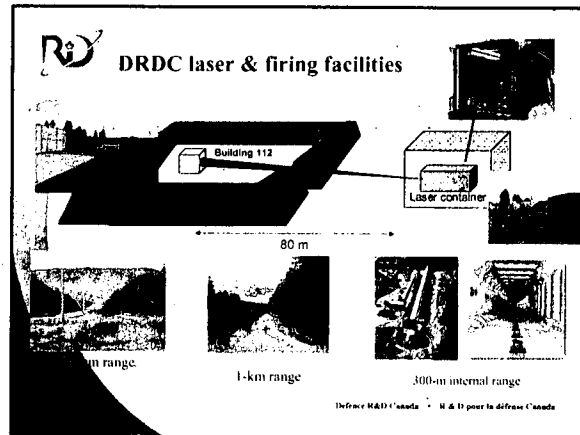 DRDC laser & firing facilities
Building 112
Laser container
80 m
range.
1-km range
300-m internal range
Defence R&D Canada • R & D pour la défense Canada